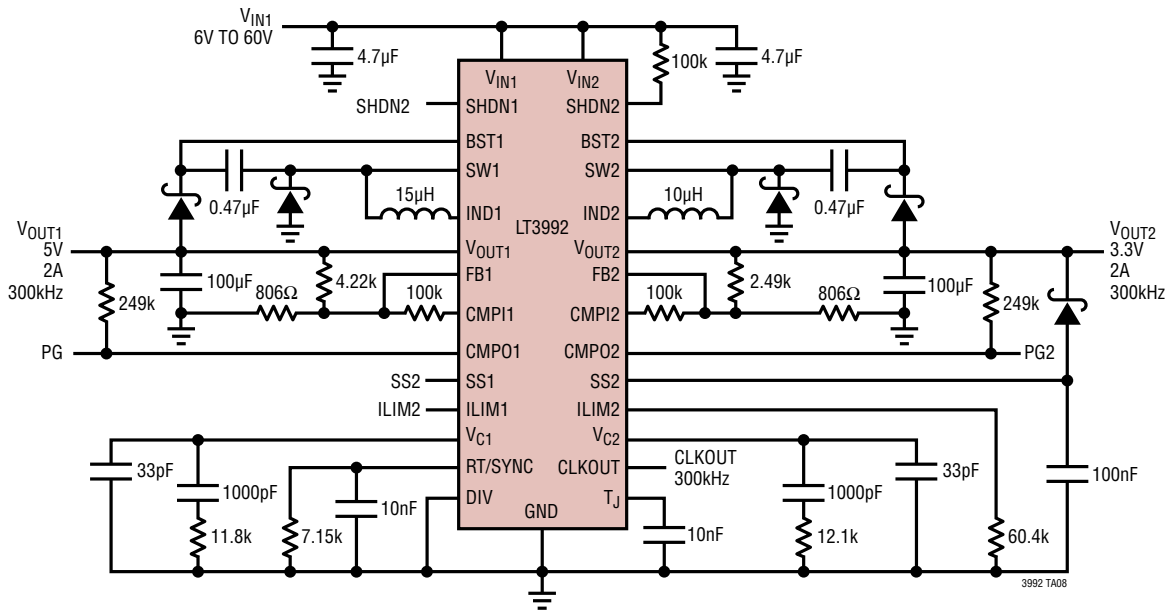 VIN1
6V TO 60V
4.7µF
100k
4.7µF
VIN1
VIN2
SHDN2
SHDN1
SHDN2
BST1
BST2
SW1
SW2
0.47µF
15µH
10µH
0.47µF
IND1
IND2
LT3992
VOUT1
5V
2A
300kHz
VOUT1
VOUT2
VOUT2
3.3V
2A
300kHz
100µF
4.22k
FB1
FB2
2.49k
100µF
249k
806Ω
100k
CMPI1
CMPI2
100k
806Ω
249k
PG
CMPO1
CMPO2
PG2
SS2
SS1
SS2
ILIM2
ILIM1
ILIM2
VC1
VC2
33pF
RT/SYNC
CLKOUT
CLKOUT
300kHz
33pF
100nF
1000pF
10nF
DIV
TJ
1000pF
GND
10nF
11.8k
7.15k
12.1k
60.4k
3992 TA08